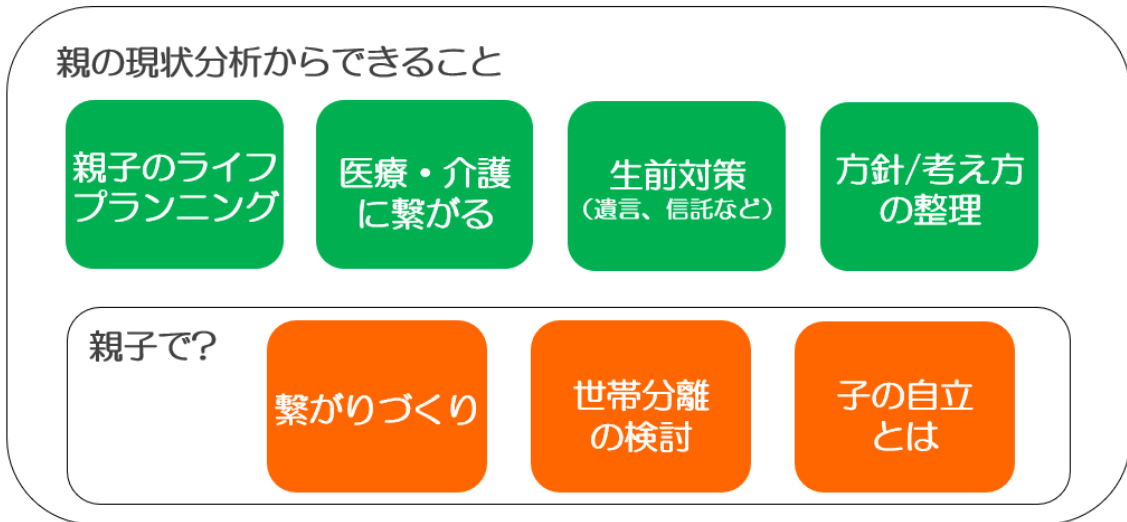 親の現状分析からできること
親子のライフ
プランニング
医療・介護
に繋がる
生前対策
（遺言、信託など）
方針/考え方
の整理
親子で?
繋がりづくり
世帯分離
の検討
子の自立
とは